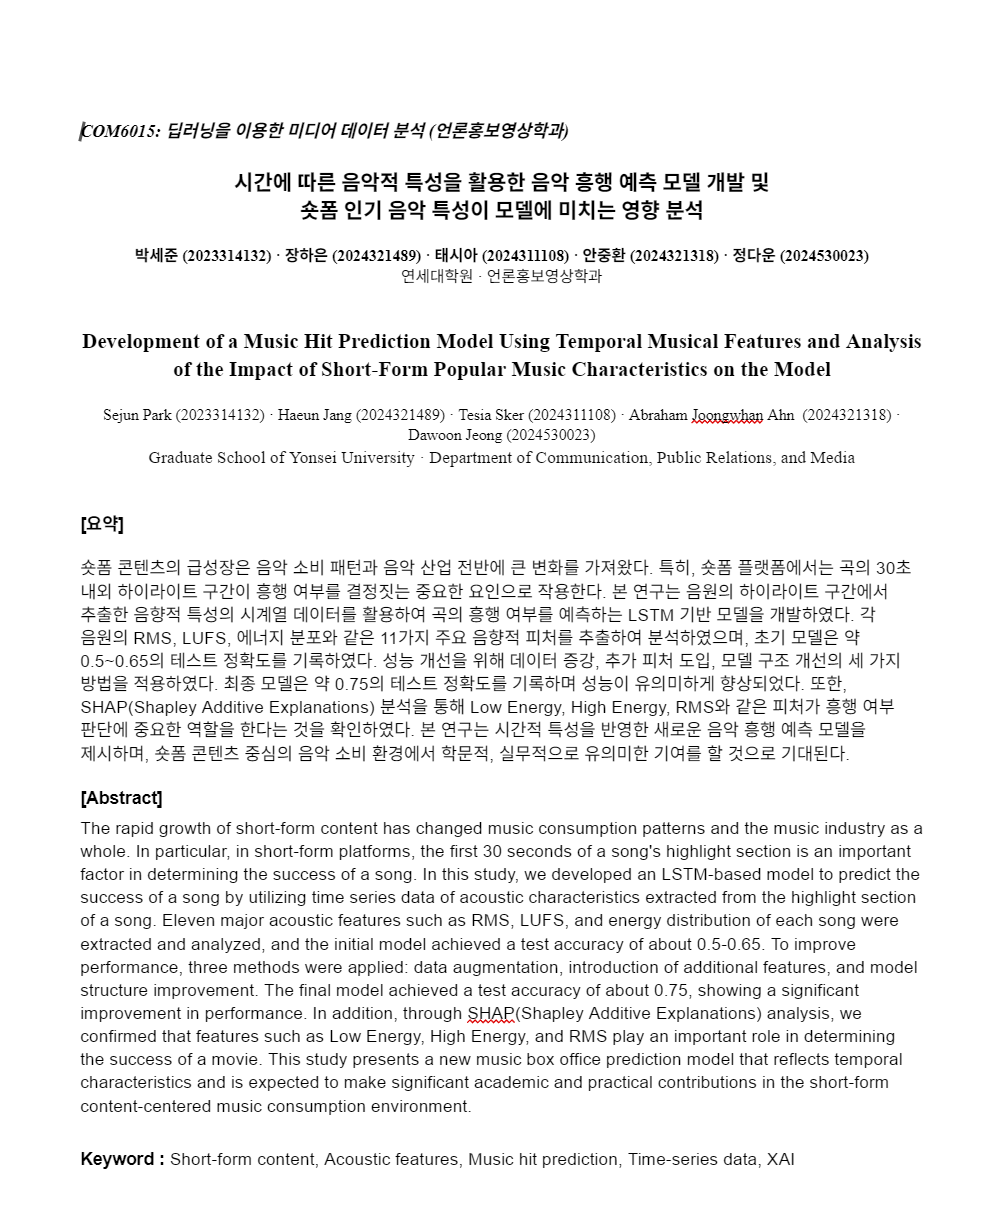 COM6015: 딥러닝을 이용한 미디어 데이터 분석 (언론홍보영상학과)
시간에 따른 음악적 특성을 활용한 음악 흥행 예측 모델 개발 및
숏폼 인기 음악 특성이 모델에 미치는 영향 분석
박세준 (2023314132) · 장하은 (2024321489) · 태시아 (2024311108) · 안중환 (2024321318) · 정다운 (2024530023)
연세대학원 · 언론홍보영상학과
Development of a Music Hit Prediction Model Using Temporal Musical Features and Analysis
of the Impact of Short-Form Popular Music Characteristics on the Model
Sejun Park (2023314132) · Haeun Jang (2024321489) · Tesia Sker (2024311108) · Abraham Joongwhan Ahn  (2024321318) ·
Dawoon Jeong (2024530023)
Graduate School of Yonsei University · Department of Communication, Public Relations, and Media
[요약]
숏폼 콘텐츠의 급성장은 음악 소비 패턴과 음악 산업 전반에 큰 변화를 가져왔다. 특히, 숏폼 플랫폼에서는 곡의 30초
내외 하이라이트 구간이 흥행 여부를 결정짓는 중요한 요인으로 작용한다. 본 연구는 음원의 하이라이트 구간에서
추출한 음향적 특성의 시계열 데이터를 활용하여 곡의 흥행 여부를 예측하는 LSTM 기반 모델을 개발하였다. 각
음원의 RMS, LUFS, 에너지 분포와 같은 11가지 주요 음향적 피처를 추출하여 분석하였으며, 초기 모델은 약
0.5~0.65의 테스트 정확도를 기록하였다. 성능 개선을 위해 데이터 증강, 추가 피처 도입, 모델 구조 개선의 세 가지
방법을 적용하였다. 최종 모델은 약 0.75의 테스트 정확도를 기록하며 성능이 유의미하게 향상되었다. 또한,
SHAP(Shapley Additive Explanations) 분석을 통해 Low Energy, High Energy, RMS와 같은 피처가 흥행 여부
판단에 중요한 역할을 한다는 것을 확인하였다. 본 연구는 시간적 특성을 반영한 새로운 음악 흥행 예측 모델을
제시하며, 숏폼 콘텐츠 중심의 음악 소비 환경에서 학문적, 실무적으로 유의미한 기여를 할 것으로 기대된다.
[Abstract]
The rapid growth of short-form content has changed music consumption patterns and the music industry as a
whole. In particular, in short-form platforms, the first 30 seconds of a song's highlight section is an important
factor in determining the success of a song. In this study, we developed an LSTM-based model to predict the
success of a song by utilizing time series data of acoustic characteristics extracted from the highlight section
of a song. Eleven major acoustic features such as RMS, LUFS, and energy distribution of each song were
extracted and analyzed, and the initial model achieved a test accuracy of about 0.5-0.65. To improve
performance, three methods were applied: data augmentation, introduction of additional features, and model
structure improvement. The final model achieved a test accuracy of about 0.75, showing a significant
improvement in performance. In addition, through SHAP(Shapley Additive Explanations) analysis, we
confirmed that features such as Low Energy, High Energy, and RMS play an important role in determining
the success of a movie. This study presents a new music box office prediction model that reflects temporal
characteristics and is expected to make significant academic and practical contributions in the short-form
content-centered music consumption environment.
Keyword : Short-form content, Acoustic features, Music hit prediction, Time-series data, XAI